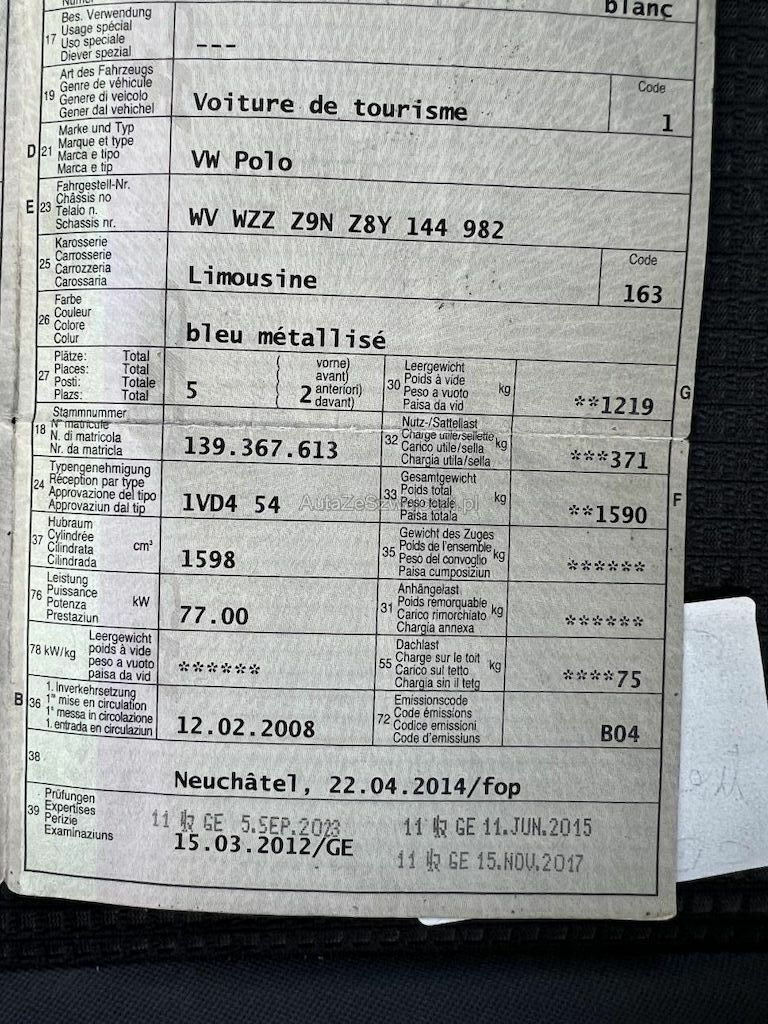 blanc
17 Bes. Verwendung
Usage spécial
Uso speciale
Diever spezial
---
19 Art des Fahrzeugs
Genre de véhicule
Genere di veicolo
Gener dal vehichel
Voiture de tourisme
Code
1
D 21 Marke und Typ
Marque et type
Marca e tipo
Marca e tip
VW Polo
E 23 Fahrgestell-Nr.
Châssis no
Telaio n.
Schassis nr.
WV WZZ Z9N Z8Y 144 982
25 Karosserie
Carrosserie
Carrozzeria
Carossaria
Limousine
Code
163
26 Farbe
Couleur
Colore
Colur
bleu métallisé
27 Plätze: Total
Places: Total
Posti: Totale
Plazs: Total
5
2
vorne)
avant)
anteriori)
davant)
30 Leergewicht
Poids à vide
Peso a vuoto
Paisa da vid
kg
**1219
G
18 Stammnummer
N° matricule
N. di matricola
Nr. da matricla
139.367.613
32 Nutz-/Sattellast
Charge utile/sellette
Carico utile/sella
Chargia utila/sella
kg
***371
24 Typengenehmigung
Réception par type
Approvazione del tipo
Approvaziun dal tip
1VD4 54
33 Gesamtgewicht
Poids total
Peso totale
Paisa totala
kg
**1590
F
37 Hubraum
Cylindrée
Cilindrata
Cilindrada
cm³
1598
35 Gewicht des Zuges
Poids de l'ensemble
Peso del convoglio
Paisa cumposiziun
kg
******
76 Leistung
Puissance
Potenza
Prestaziun
kW
77.00
31 Anhängelast
Poids remorquable
Carico rimorchiato
Chargia annexa
kg
******
78 kW/kg Leergewicht
poids à vide
peso a vuoto
paisa da vid
******
55 Dachlast
Charge sur le toit
Carico sul tetto
Chargia sin il tetg
kg
****75
B 36 1. Inverkehrsetzung
1re mise en circulation
1a messa in circolazione
1. entrada en circulaziun
12.02.2008
72 Emissionscode
Code émissions
Codice emissioni
Code d'emissiuns
B04
38
Neuchâtel, 22.04.2014/fop
39 Prüfungen
Expertises
Perizie
Examinaziuns
11 GE 5.SEP.2023
11 GE 11.JUN.2015
15.03.2012/GE
11 GE 15.NOV.2017